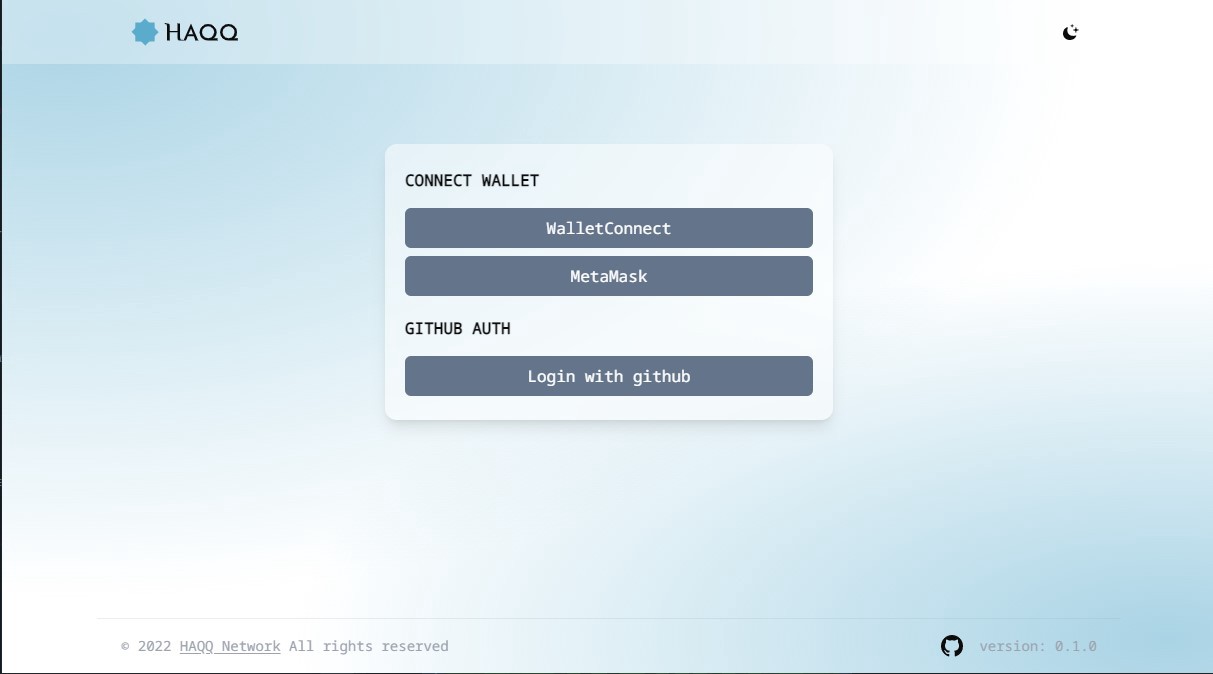 HAQQ
CONNECT WALLET
WalletConnect
MetaMask
GITHUB AUTH
Login with github
© 2022 HAQQ Network All rights reserved
version: 0.1.0